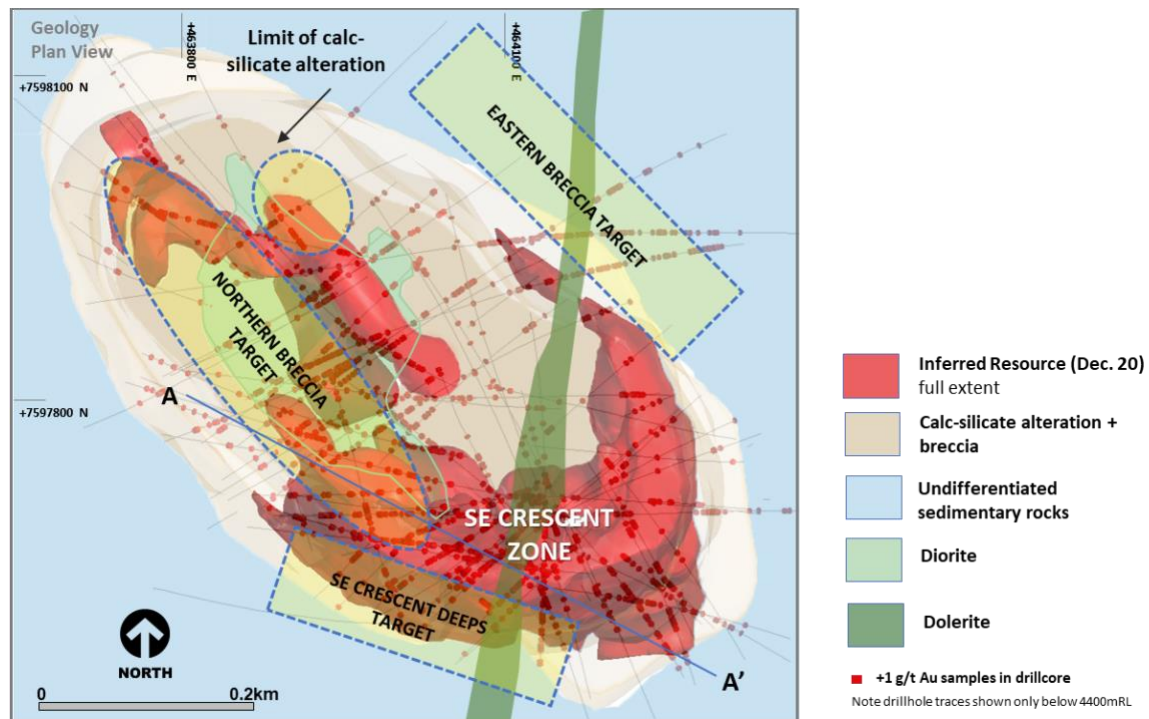 Geology
Plan View
+463800 E
+464100 E
Limit of calc-
silicate alteration
+7598100 N
EASTERN BRECCIA TARGET
NORTHERN BRECCIA
TARGET
A
+7597800 N
SE CRESCENT
ZONE
SE CRESCENT DEEPS
TARGET
A'
NORTH
0
0.2km
Inferred Resource (Dec. 20)
full extent
Calc-silicate alteration +
breccia
Undifferentiated
sedimentary rocks
Diorite
Dolerite
+1 g/t Au samples in drillcore
Note drillhole traces shown only below 4400mRL